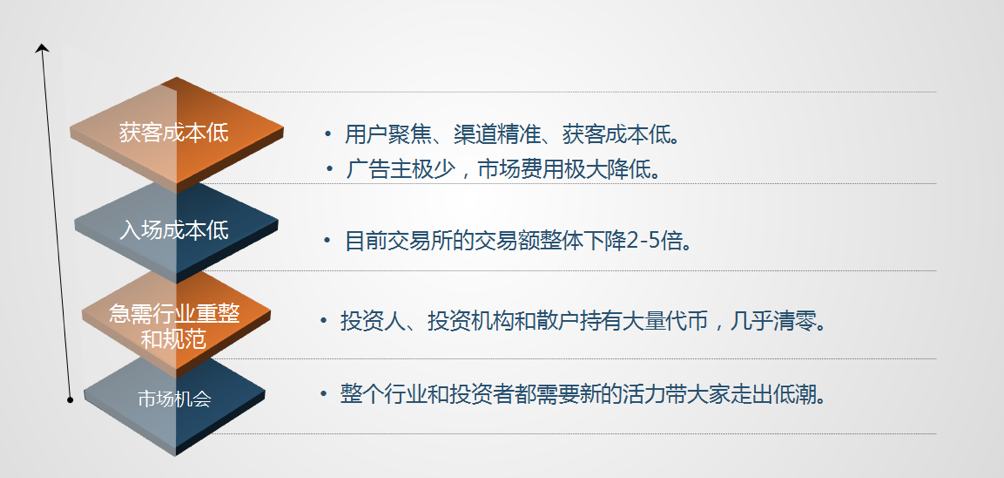 获客成本低
• 用户聚焦、渠道精准、获客成本低。
• 广告主极少，市场费用极大降低。
入场成本低
• 目前交易所的交易额整体下降2-5倍。
急需行业重整
和规范
• 投资人、投资机构和散户持有大量代币，几乎清零。
市场机会
• 整个行业和投资者都需要新的活力带大家走出低潮。